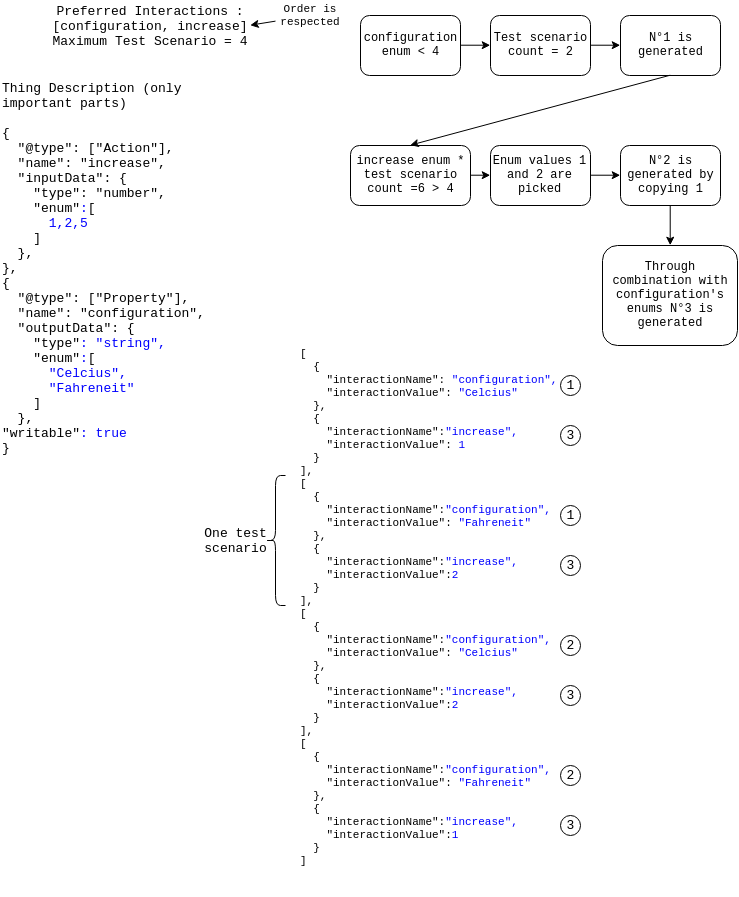 Preferred Interactions :
[configuration, increase]
Maximum Test Scenario = 4
Order is
respected
configuration
enum < 4
Test scenario
count = 2
N°1 is
generated
increase enum *
test scenario
count =6 > 4
Enum values 1
and 2 are
picked
N°2 is
generated by
copying 1
Through
combination with
configuration's
enums N°3 is
generated
Thing Description (only
important parts)
{
"@type": ["Action"],
"name": "increase",
"inputData": {
"type": "number",
"enum":[
1,2,5
]
},
},
{
"@type": ["Property"],
"name": "configuration",
"outputData": {
"type": "string",
"enum":[
"Celcius",
"Fahreneit"
]
},
"writable": true
}
One test
scenario
[
{
"interactionName": "configuration",
"interactionValue": "Celcius"
1
},
{
"interactionName":"increase",
"interactionValue": 1
3
}
],
[
{
"interactionName":"configuration",
"interactionValue": "Fahreneit"
1
},
{
"interactionName":"increase",
"interactionValue":2
3
}
],
[
{
"interactionName":"configuration",
"interactionValue": "Celcius"
2
},
{
"interactionName":"increase",
"interactionValue":2
3
}
],
[
{
"interactionName":"configuration",
"interactionValue": "Fahreneit"
2
},
{
"interactionName":"increase",
"interactionValue":1
3
}
]